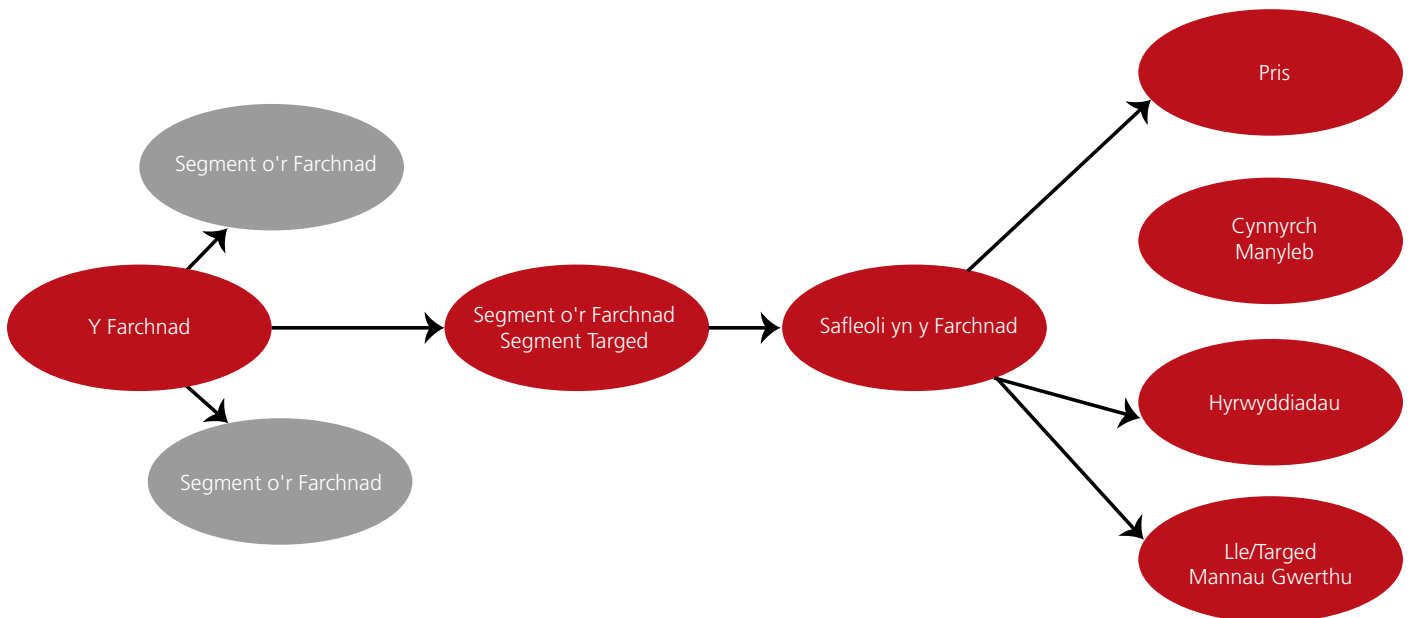 Segment o'r Farchnad
Y Farchnad
Segment o'r Farchnad
Segment o'r Farchnad
Segment Targed
Safleoli yn y Farchnad
Pris
Cynnyrch
Manyleb
Hyrwyddiadau
Lle/Targed
Mannau Gwerthu